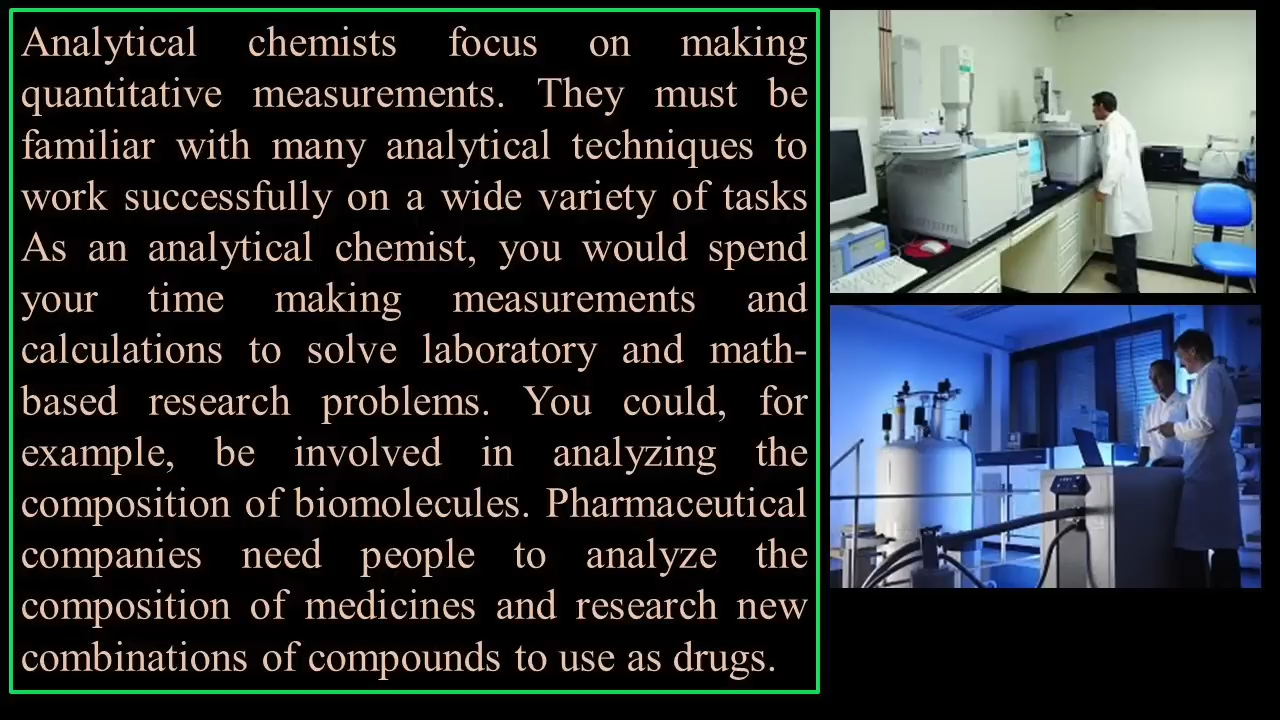 Analytical chemists focus on making
quantitative measurements. They must be
familiar with many analytical techniques to
work successfully on a wide variety of tasks
As an analytical chemist, you would spend
your time making measurements and
calculations to solve laboratory and math-
based research problems. You could, for
example, be involved in analyzing the
composition of biomolecules. Pharmaceutical
companies need people to analyze the
composition of medicines and research new
combinations of compounds to use as drugs.